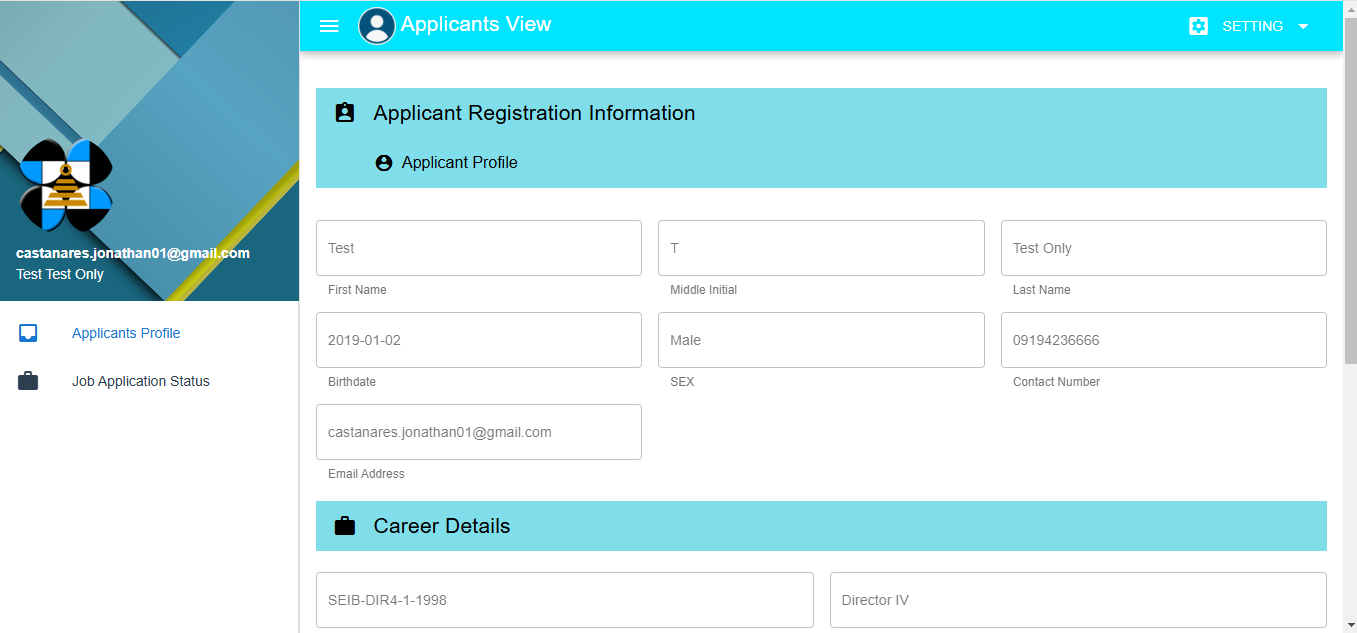 Applicants View
SETTING
castanares.jonathan01@gmail.com
Test Test Only
Applicants Profile
Job Application Status
Applicant Registration Information
Applicant Profile
Test
T
Test Only
First Name
Middle Initial
Last Name
2019-01-02
Male
09194236666
Birthdate
SEX
Contact Number
castanares.jonathan01@gmail.com
Email Address
Career Details
SEIB-DIR4-1-1998
Director IV